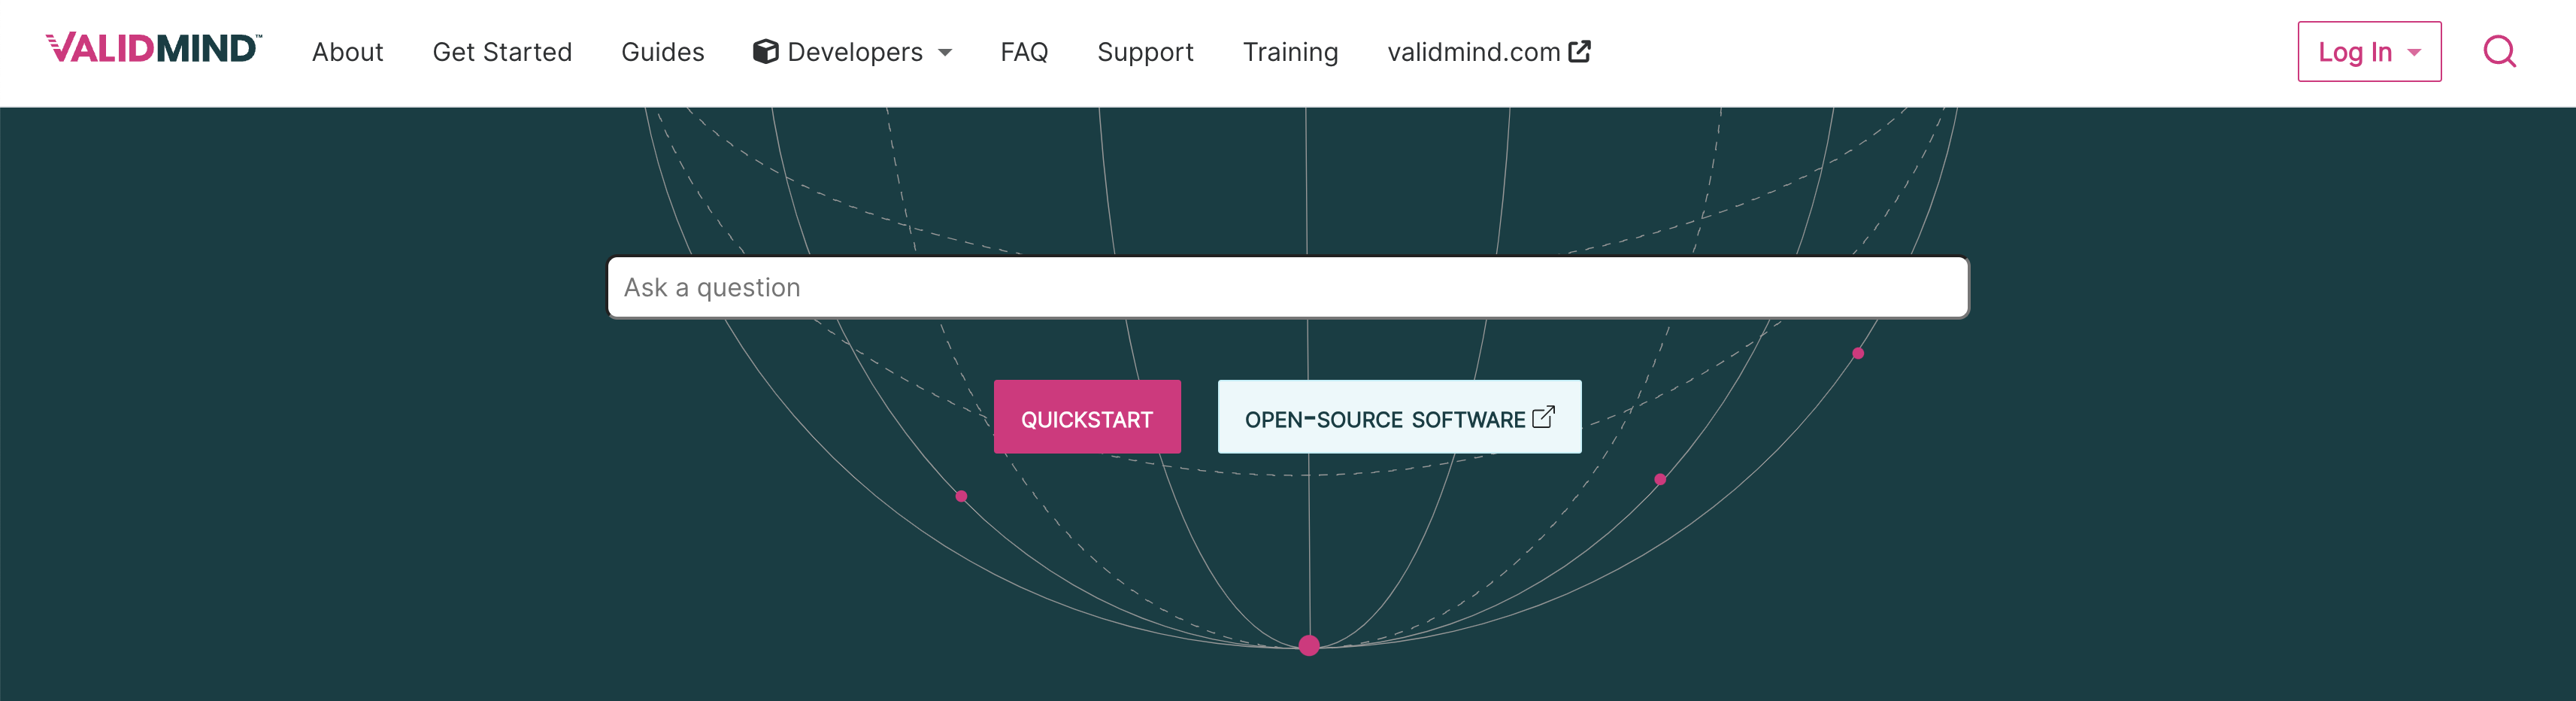 VALIDMIND™ About Get Started Guides Developers FAQ Support Training validmind.com Log In
Ask a question
QUICKSTART OPEN-SOURCE SOFTWARE